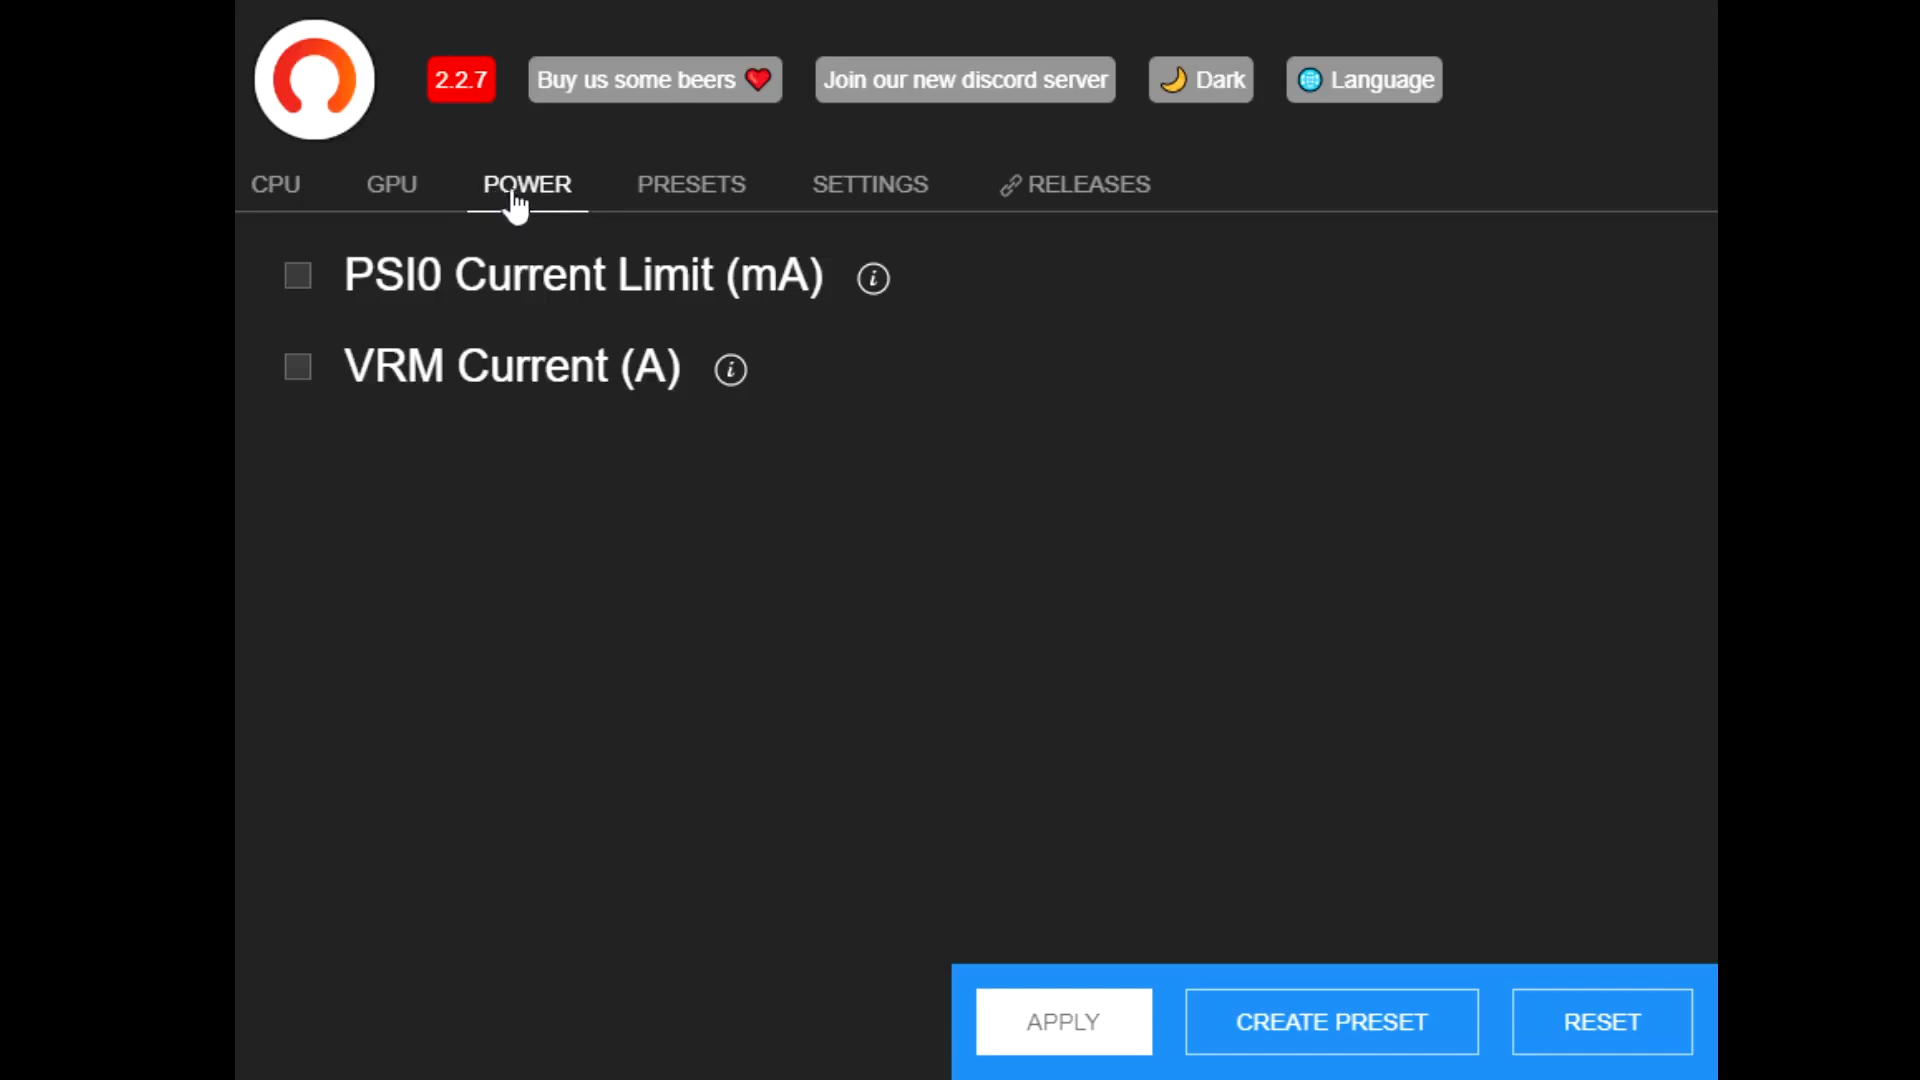 2.2.7 Buy us some beers ❤️ Join our new discord server 🌙 Dark 🌐 Language
CPU GPU POWER PRESETS SETTINGS 🔗 RELEASES
PSI0 Current Limit (mA) i
VRM Current (A) i
APPLY CREATE PRESET RESET